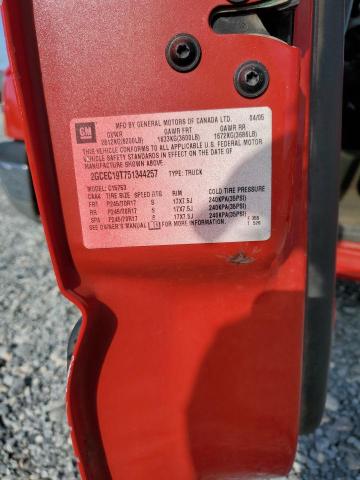 GM MFD BY GENERAL MOTORS OF CANADA LTD. 04/05
GVWR GAWR FRT GAWR RR
2812KG(6200LB) 1633KG(3600LB) 1672KG(3686LB)
THIS VEHICLE CONFORMS TO ALL APPLICABLE U.S. FEDERAL MOTOR
VEHICLE SAFETY STANDARDS IN EFFECT ON THE DATE OF
MANUFACTURE SHOWN ABOVE.
2GCEC19T751344257 TYPE: TRUCK
MODEL: C15753
TIRE SIZE SPEED RTG RIM COLD TIRE PRESSURE
FRT P245/70R17 S 17X7.5J 240KPA(35PSI)
RR P245/70R17 S 17X7.5J 240KPA(35PSI)
SPA P245/70R17 S 17X7.5J 240KPA(35PSI)
SEE OWNER'S MANUAL FOR MORE INFORMATION.